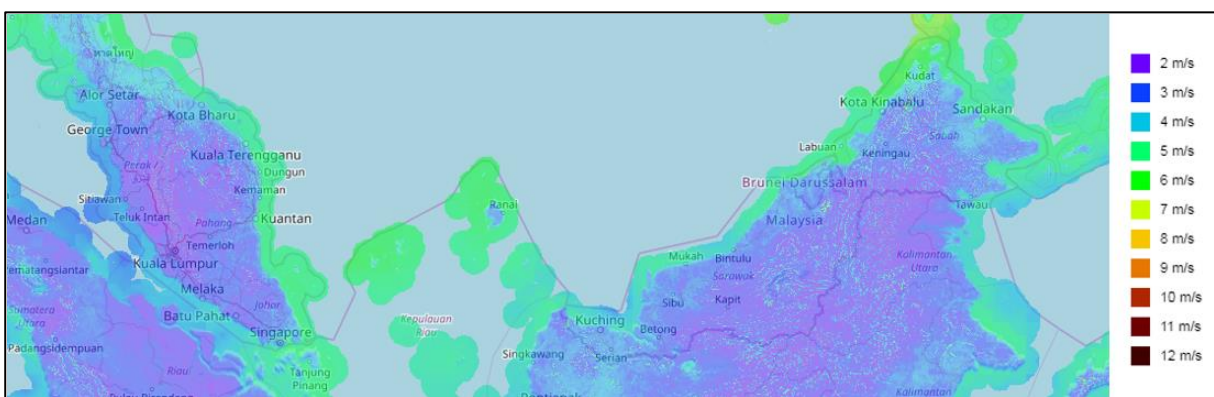 หาดใหญ่
Alor Setar
Kota Bharu
George Town
Perak
Kuala Terengganu
Dungun
Kemaman
Sitiawan
Teluk Intan
Pahang
Kuantan
Medan
Temerloh
Kuala Lumpur
ematangsiantar
Melaka
Johor
Sumatera
Utara
Batu Pahat
Singapore
Padangsidempuan
Riau
Tanjung
Pinang
Kepulauan
Riau
Ranai
Kudat
Kota Kinabalu
Sandakan
Sabah
Labuan
Keningau
Brunei Darussalam
Tawau
Malaysia
Mukah
Bintulu
Sarawak
Kalimantan
Utara
Sibu
Kapit
Kuching
Betong
Singkawang
Serian
Kalimantan
2 m/s
3 m/s
4 m/s
5 m/s
6 m/s
7 m/s
8 m/s
9 m/s
10 m/s
11 m/s
12 m/s